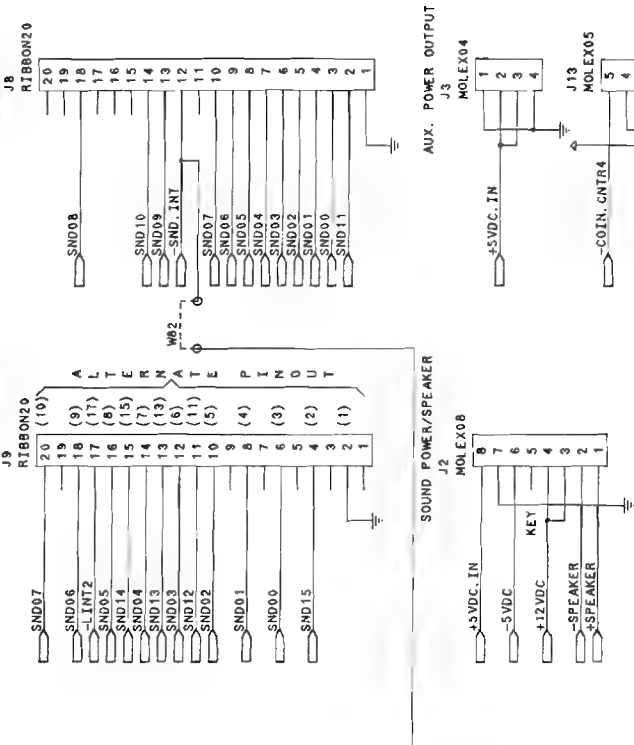 J9
RIBBON20
SND07 20 (10)
19
SND06 18 (9)
-LINT2 17 (17)
SND05 16 (8)
SND14 15 (15)
SND04 14 (7)
SND13 13 (13)
SND03 12 (6)
SND12 11 (11)
SND02 10 (5)
9
SND01 8 (4)
7
SND00 6 (3)
5
SND15 4 (2)
3
2 (1)
1
ALTERNATE PINOUT
W82
J8
RIBBON20
20
19
SND08 18
17
16
15
SND10 14
SND09 13
-SND.INT 12
11
SND07 10
SND06 9
SND05 8
SND04 7
SND03 6
SND02 5
SND01 4
SND00 3
SND11 2
1
SOUND POWER/SPEAKER
J2
MOLEX08
+5VDC.IN 8
7
-5VDC 6
KEY 5
+12VDC 4
3
-SPEAKER 2
+SPEAKER 1
AUX. POWER OUTPUT
J3
MOLEX04
1
+5VDC.IN 2
3
4
J13
MOLEX05
-COIN.CNTR4 5
4